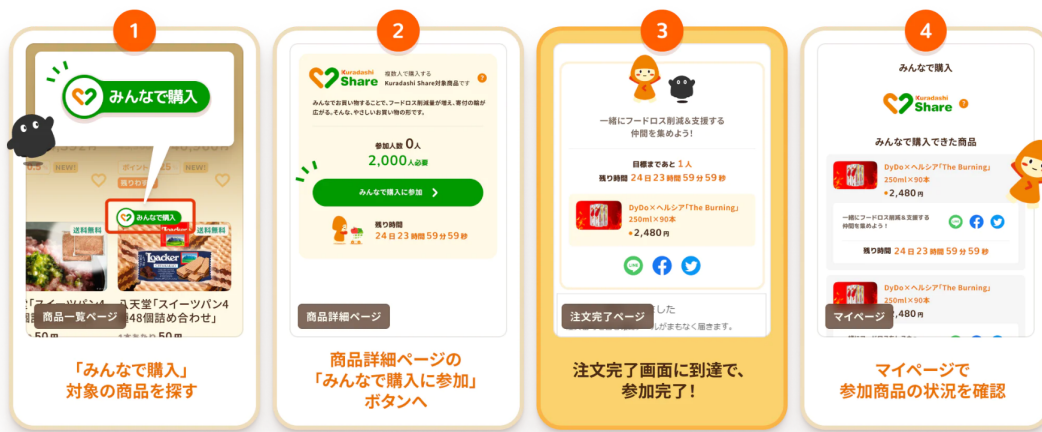 1
みんなで購入
NEW!
ポイント
25
NEW!
残りわずか
みんなで購入
送料無料
送料無料
Loacker
八天堂「スイーツパン4
48個詰め合わせ」
50円
50円
商品一覧ページ
「みんなで購入」
対象の商品を探す
2
Kuradashi
Share
複数人で購入する
Kuradashi Share対象商品です
?
みんなでお買い物することで、フードロス削減量が増え、寄付の輪が
広がる。そんな、やさしいお買い物の形です。
参加人数 0人
2,000人必要
みんなで購入に参加
残り時間
24日23時間59分59秒
商品詳細ページ
商品詳細ページの
「みんなで購入に参加」
ボタンへ
3
一緒にフードロス削減&支援する
仲間を集めよう!
目標まであと1人
残り時間 24日23時間59分59秒
DyDo×ヘルシア「The Burning」
250ml×90本
2,480円
LINE
した
がまもなく届きます。
注文完了ページ
注文完了画面に到達で、
参加完了!
4
みんなで購入
Kuradashi
Share
?
みんなで購入できた商品
DyDo×ヘルシア「The Burning」
250ml×90本
2,480円
一緒にフードロス削減&支援する
仲間を集めよう!
残り時間 24日23時間59分59秒
DyDo×ヘルシア「The Burning」
250ml×90本
2,480円
マイページ
マイページで
参加商品の状況を確認